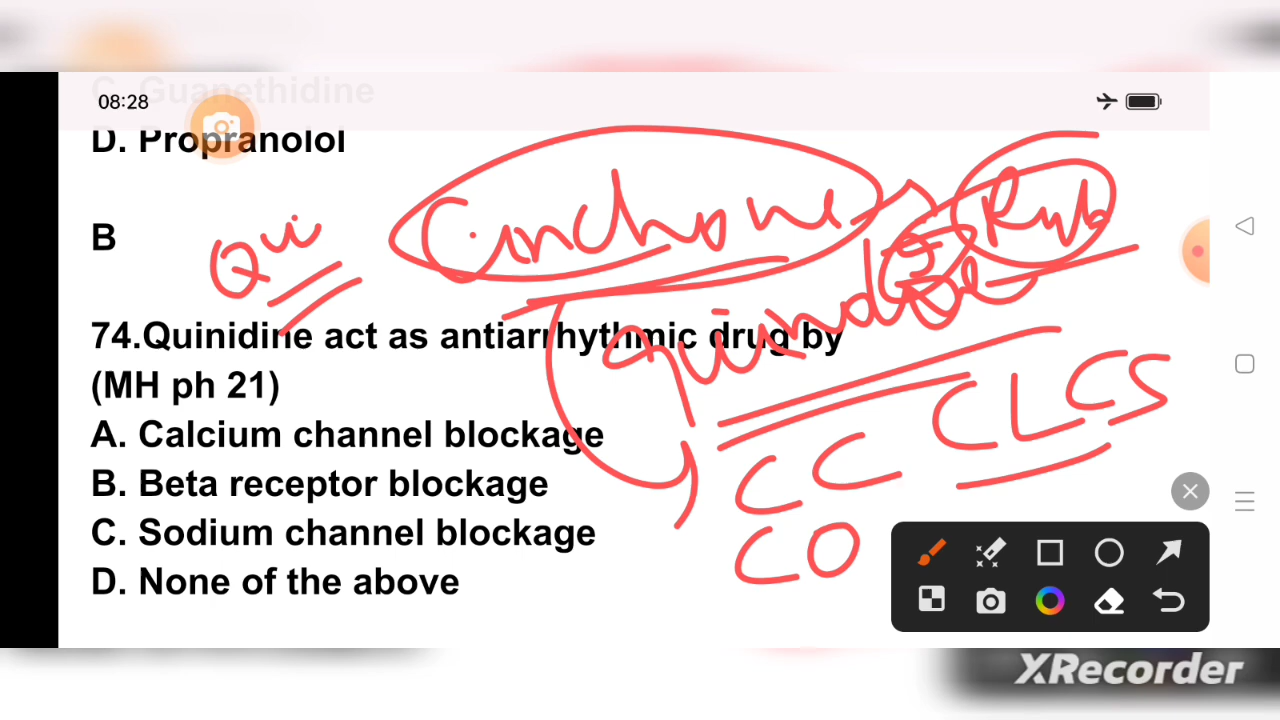 C. Guanethidine
08:28
D. Propranolol
B
Qui
Rub
74.Quinidine act as antiarrhythmic drug by
(MH ph 21)
A. Calcium channel blockage
CLCS
B. Beta receptor blockage
CC
C. Sodium channel blockage
CO
D. None of the above
XRecorder